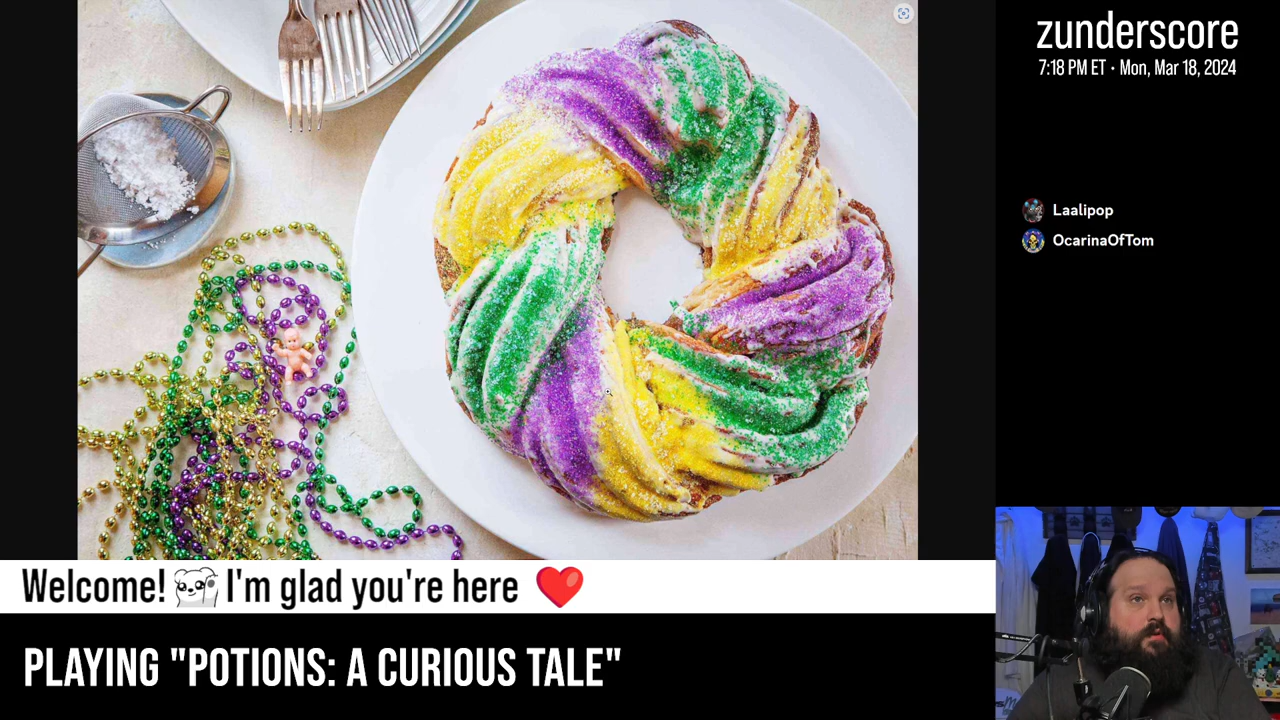 zunderscore
7:18 PM ET · Mon, Mar 18, 2024
Laalipop
OcarinaOfTom
Welcome! I'm glad you're here
PLAYING "POTIONS: A CURIOUS TALE"